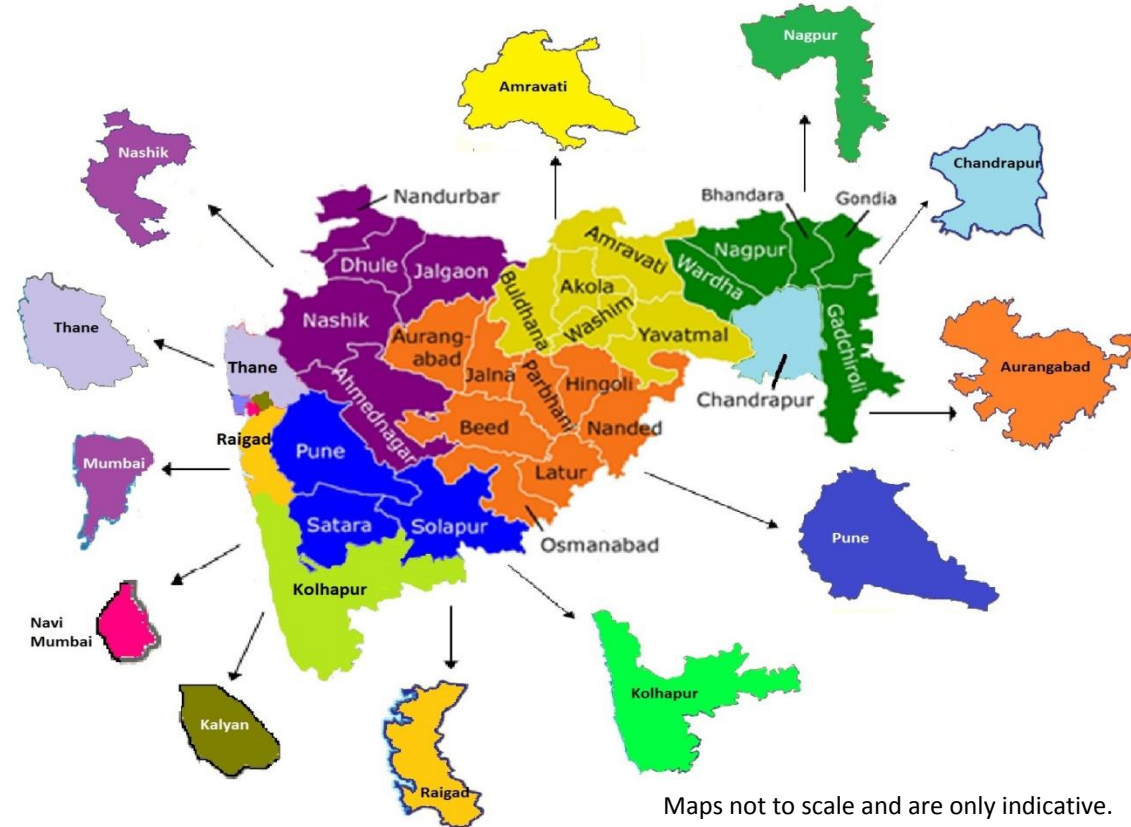 Nagpur
Amravati
Nashik
Chandrapur
Bhandara
Gondia
Nandurbar
Amravati
Nagpur
Dhule
Jalgaon
Wardha
Akola
Buldhana
Washim
Nashik
Thane
Aurang-
abad
Yavatmal
Gadchiroli
Aurangabad
Thane
Jalna
Parbhani
Hingoli
Ahmednagar
Chandrapur
Beed
Nanded
Raigad
Pune
Mumbai
Latur
Satara
Solapur
Osmanabad
Pune
Kolhapur
Navi
Mumbai
Kolhapur
Kalyan
Raigad
Maps not to scale and are only indicative.